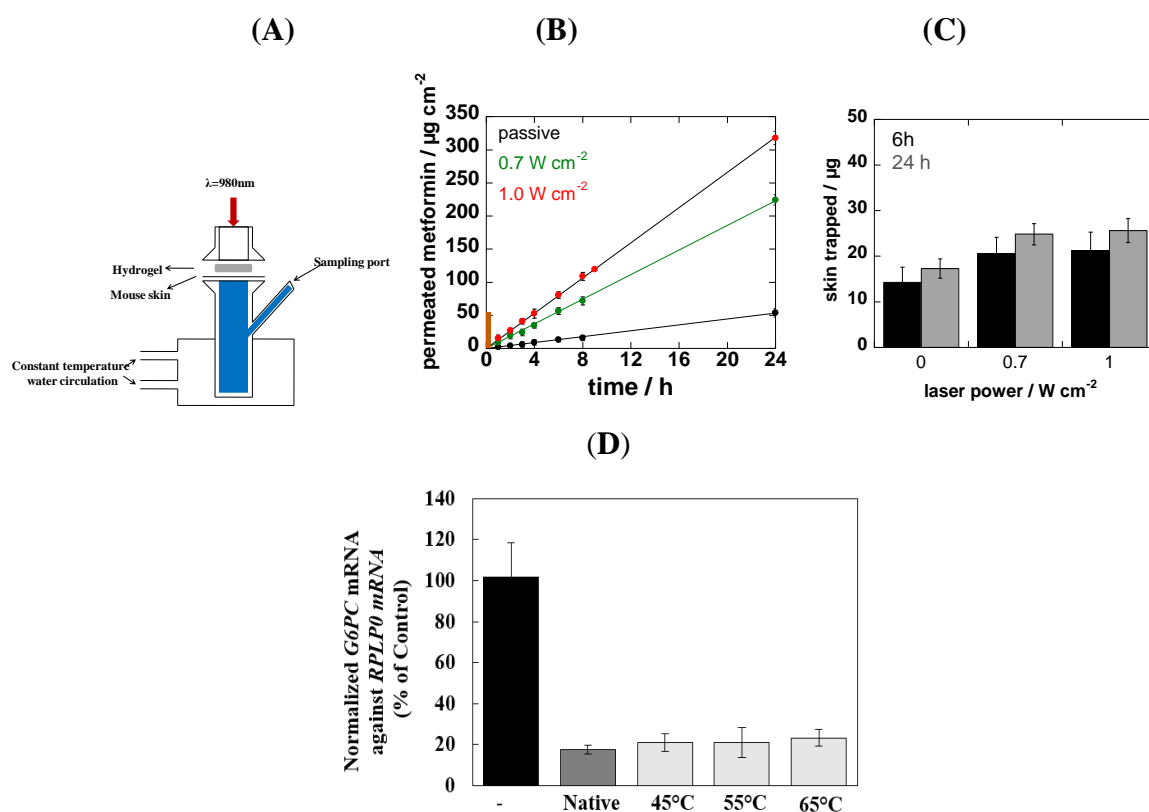 (A)
(B)
(C)
λ=980nm
Hydrogel
Mouse skin
Sampling port
Constant temperature
water circulation
permeated metformin / µg cm-2
350
300
250
200
150
100
50
0
passive
0.7 W cm-2
1.0 W cm-2
0 4 8 12 16 20 24
time / h
skin trapped / µg
50
40
30
20
10
0
6h
24 h
0 0.7 1
laser power / W cm-2
(D)
Normalized G6PC mRNA
against RPLP0 mRNA
(% of Control)
140
120
100
80
60
40
20
0
- Native 45°C 55°C 65°C